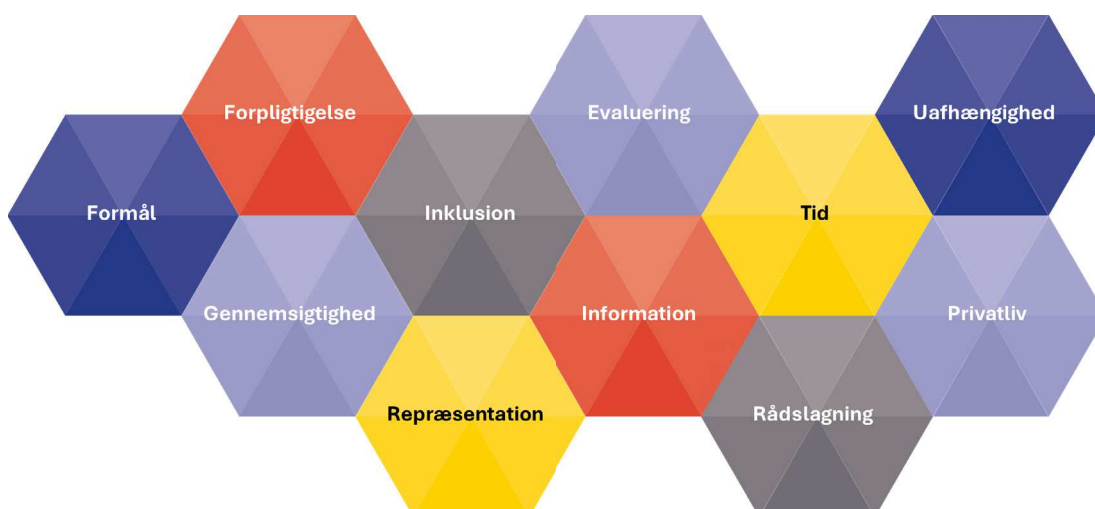 Forpligtigelse
Evaluering
Uafhængighed
Formål
Inklusion
Tid
Gennemsigtighed
Information
Privatliv
Repræsentation
Rådslagning